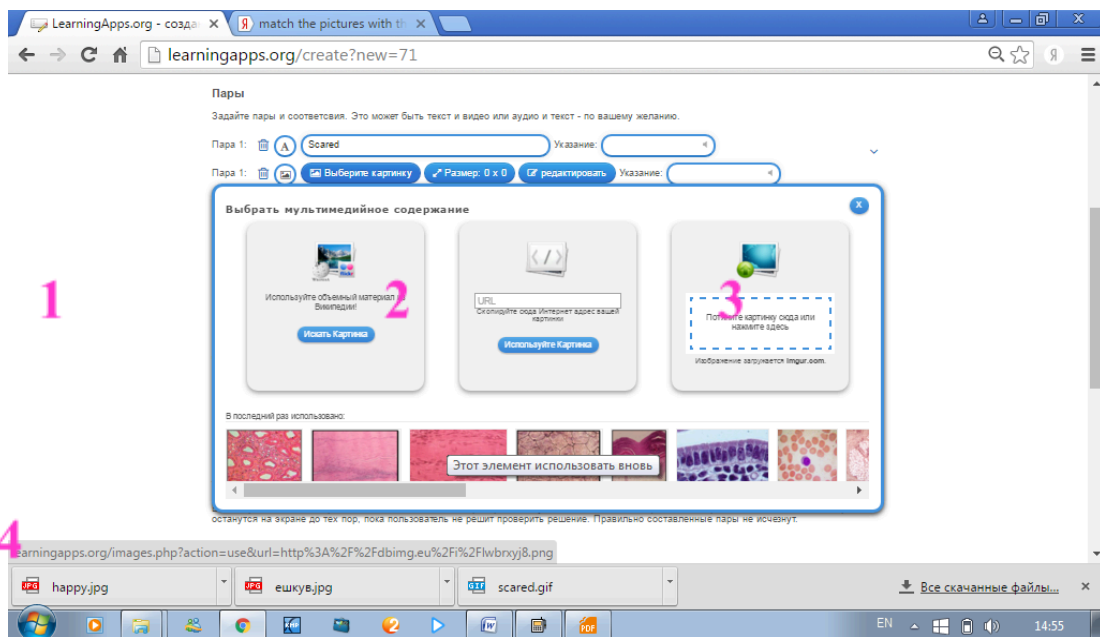 LearningApps.org - созда
match the pictures with th
learningapps.org/create?new=71
Пары
Задайте пары и соответсвия. Это может быть текст и видео или аудио и текст - по вашему желанию.
Пара 1: A Scared Указание:
Пара 1: Выберите картинку Размер: 0 x 0 редактировать Указание:
Выбрать мультимедийное содержание
x
1
2
3
4
Используйте объемный материал
Википедии!
Искать Картинка
URL
Скопируйте сюда Интернет адрес вашей
картинки
Используйте Картинка
картинку сюда или
нажмите здесь
Изображение загружается imgur.com.
В последний раз использовано:
Этот элемент использовать вновь
останутся на экране до тех пор, пока пользователь не решит проверить решение. Правильно составленные пары не исчезнут.
earningapps.org/images.php?action=use&url=http%3A%2F%2Fdbimg.eu%2Fi%2Flwbrxyj8.png
JPG happy.jpg
JPG ешкув.jpg
GIF scared.gif
Все скачанные файлы...
EN
14:55